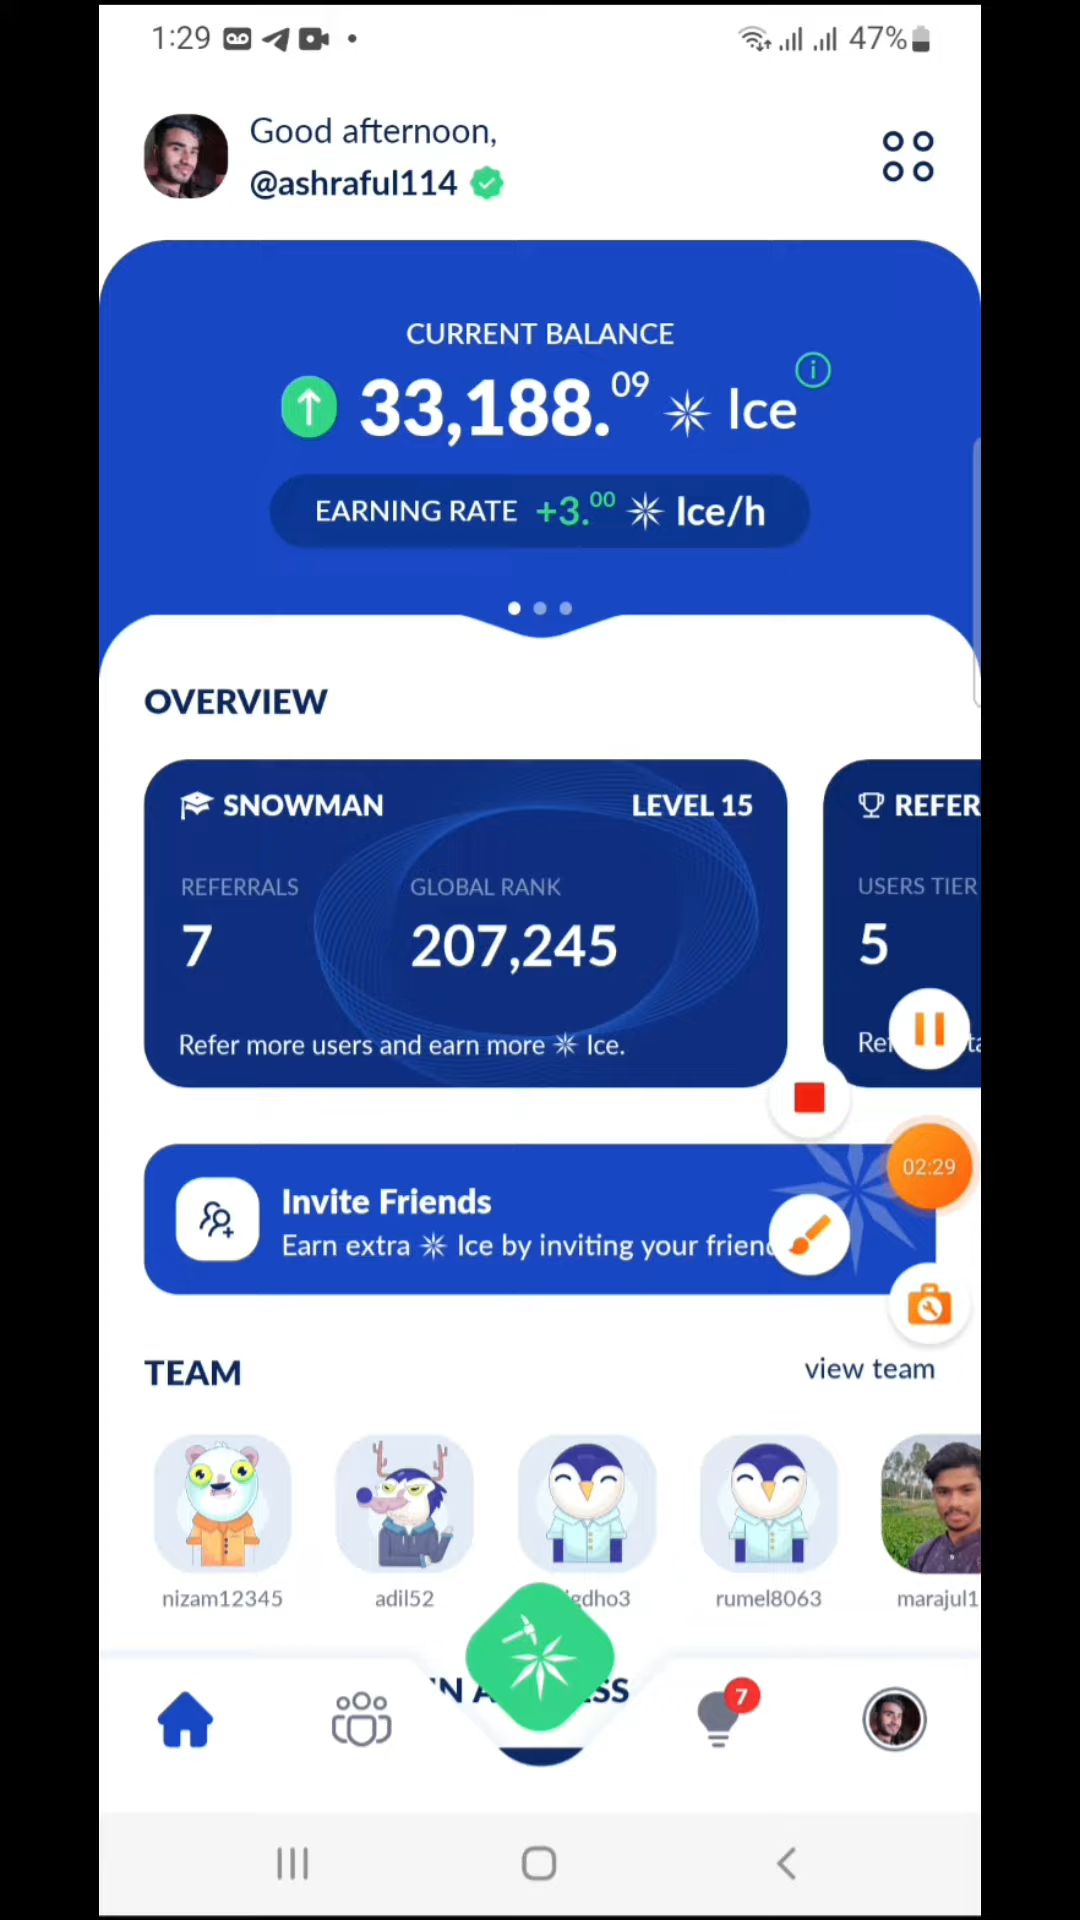 1:29
47%
Good afternoon,
@ashraful114
CURRENT BALANCE
33,188.09 Ice
EARNING RATE +3.00 Ice/h
OVERVIEW
SNOWMAN LEVEL 15
REFERRALS GLOBAL RANK
7 207,245
Refer more users and earn more Ice.
REFER
USERS TIER
5
02:29
Invite Friends
Earn extra Ice by inviting your friend
TEAM view team
nizam12345 adil52 gdho3 rumel8063 marajul1
7